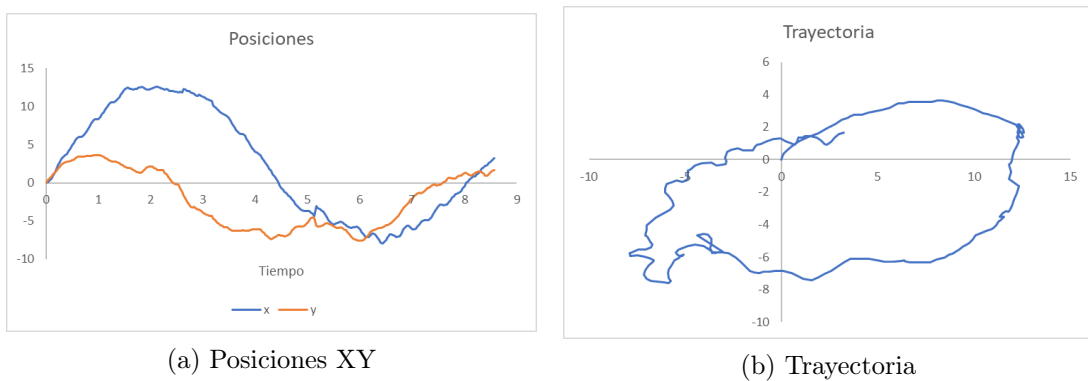 Posiciones
15
10
5
0
-5
-10
0 1 2 3 4 5 6 7 8 9
Tiempo
x y
(a) Posiciones XY
Trayectoria
6
4
2
0
-2
-4
-6
-8
-10
-10 -5 0 5 10 15
(b) Trayectoria